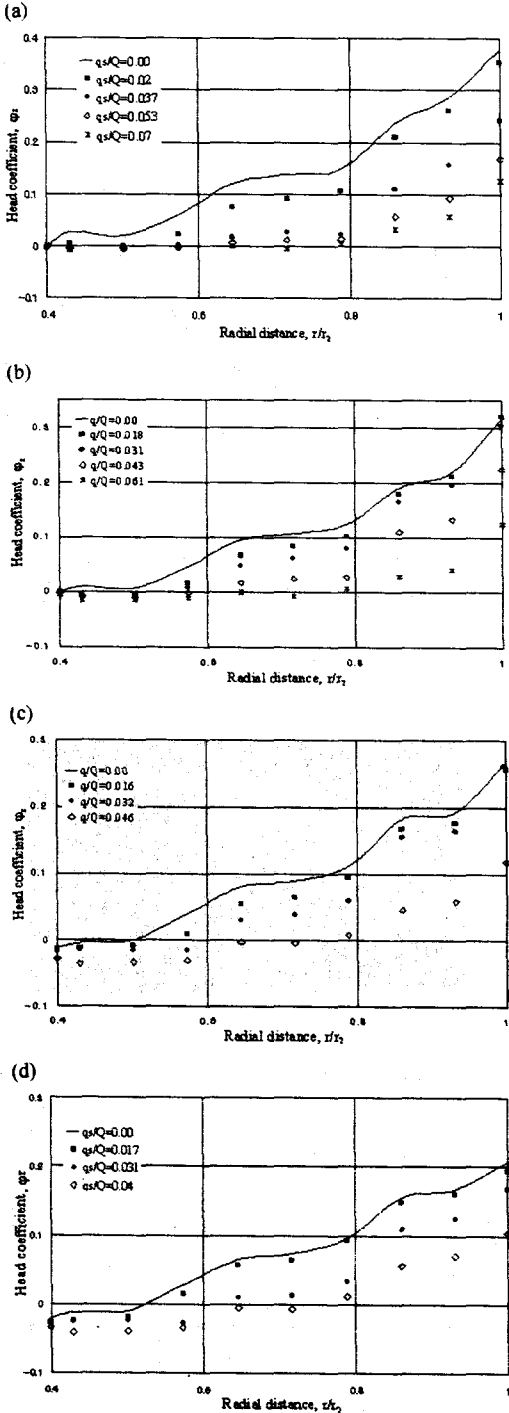 (a)
0.4
0.3
0.2
0.1
0
-0.1
Head coefficient, φr
qs/Q=0.00
qs/Q=0.02
qs/Q=0.037
qs/Q=0.053
qs/Q=0.07
0.4
0.6
0.8
1
Radial distance, r/r2
(b)
0.3
0.2
0.1
0
-0.1
Head coefficient, φr
q/Q=0.00
q/Q=0.018
q/Q=0.031
q/Q=0.043
q/Q=0.061
0.4
0.6
0.8
1
Radial distance, r/r2
(c)
0.3
0.2
0.1
0
-0.1
Head coefficient, φr
q/Q=0.00
q/Q=0.016
q/Q=0.032
q/Q=0.046
0.4
0.6
0.8
1
Radial distance, r/r2
(d)
0.3
0.2
0.1
0
-0.1
Head coefficient, φr
qs/Q=0.00
qs/Q=0.017
qs/Q=0.031
qs/Q=0.04
0.4
0.6
0.8
1
Radial distance, r/r2